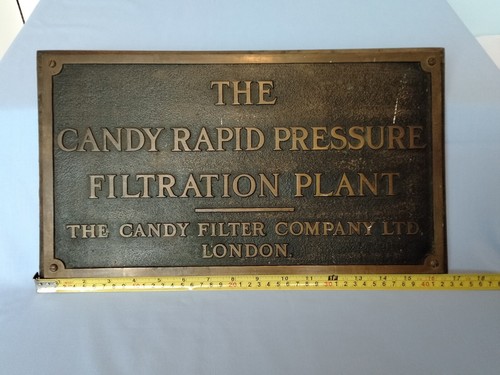 THE
CANDY RAPID PRESSURE
FILTRATION PLANT
THE CANDY FILTER COMPANY LTD.
LONDON.